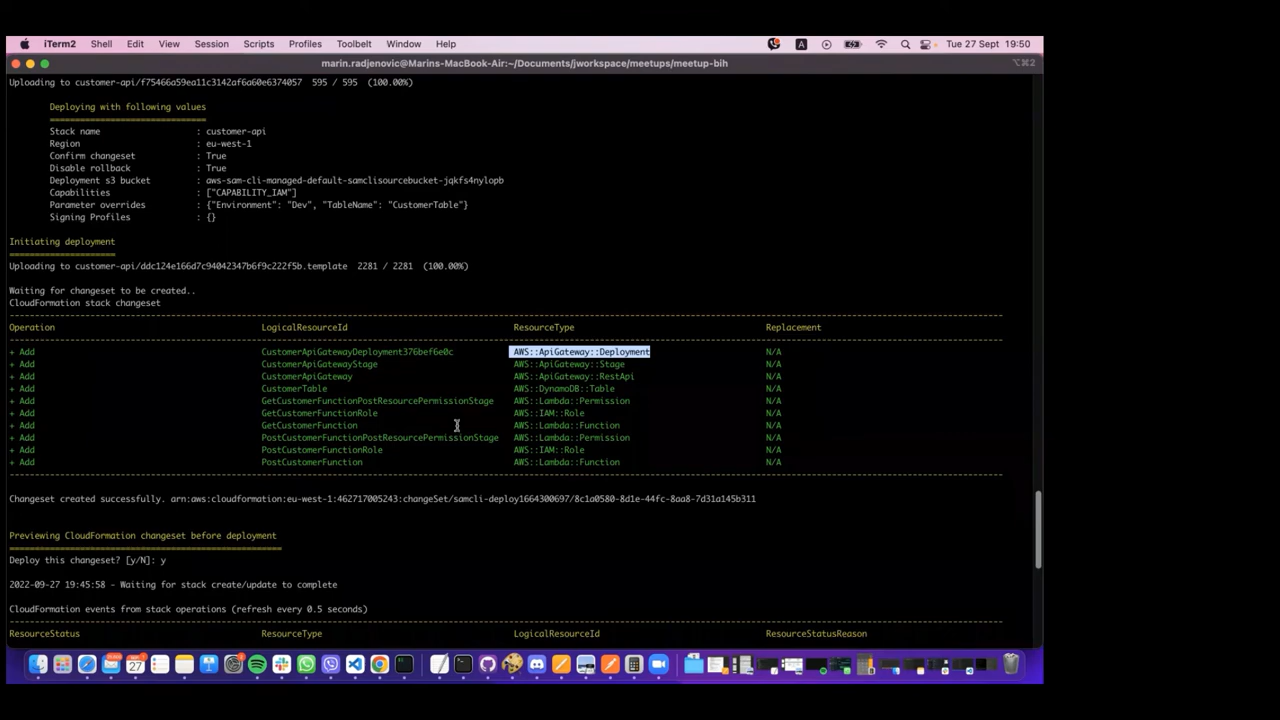 iTerm2 Shell Edit View Session Scripts Profiles Toolbelt Window Help A Tue 27 Sept 19:50
marin.radjenovic@Marins-MacBook-Air:~/Documents/jworkspace/meetups/meetup-bih ⌥⌘2
Uploading to customer-api/f75466a59ea11c3142af6a60e6374057 595 / 595 (100.00%)
Deploying with following values
===============================
Stack name : customer-api
Region : eu-west-1
Confirm changeset : True
Disable rollback : True
Deployment s3 bucket : aws-sam-cli-managed-default-samclisourcebucket-jqkfs4nylopb
Capabilities : ["CAPABILITY_IAM"]
Parameter overrides : {"Environment": "Dev", "TableName": "CustomerTable"}
Signing Profiles : {}
Initiating deployment
=====================
Uploading to customer-api/ddc124e166d7c94042347b6f9c222f5b.template 2281 / 2281 (100.00%)
Waiting for changeset to be created..
CloudFormation stack changeset
Operation LogicalResourceId ResourceType Replacement
+ Add CustomerApiGatewayDeployment376bef6e0c AWS::ApiGateway::Deployment N/A
+ Add CustomerApiGatewayStage AWS::ApiGateway::Stage N/A
+ Add CustomerApiGateway AWS::ApiGateway::RestApi N/A
+ Add CustomerTable AWS::DynamoDB::Table N/A
+ Add GetCustomerFunctionPostResourcePermissionStage AWS::Lambda::Permission N/A
+ Add GetCustomerFunctionRole AWS::IAM::Role N/A
+ Add GetCustomerFunction AWS::Lambda::Function N/A
+ Add PostCustomerFunctionPostResourcePermissionStage AWS::Lambda::Permission N/A
+ Add PostCustomerFunctionRole AWS::IAM::Role N/A
+ Add PostCustomerFunction AWS::Lambda::Function N/A
Changeset created successfully. arn:aws:cloudformation:eu-west-1:462717005243:changeSet/samcli-deploy1664300697/8c1a0580-8d1e-44fc-8aa8-7d31a145b311
Previewing CloudFormation changeset before deployment
======================================================
Deploy this changeset? [y/N]: y
2022-09-27 19:45:58 - Waiting for stack create/update to complete
CloudFormation events from stack operations (refresh every 0.5 seconds)
ResourceStatus ResourceType LogicalResourceId ResourceStatusReason
27